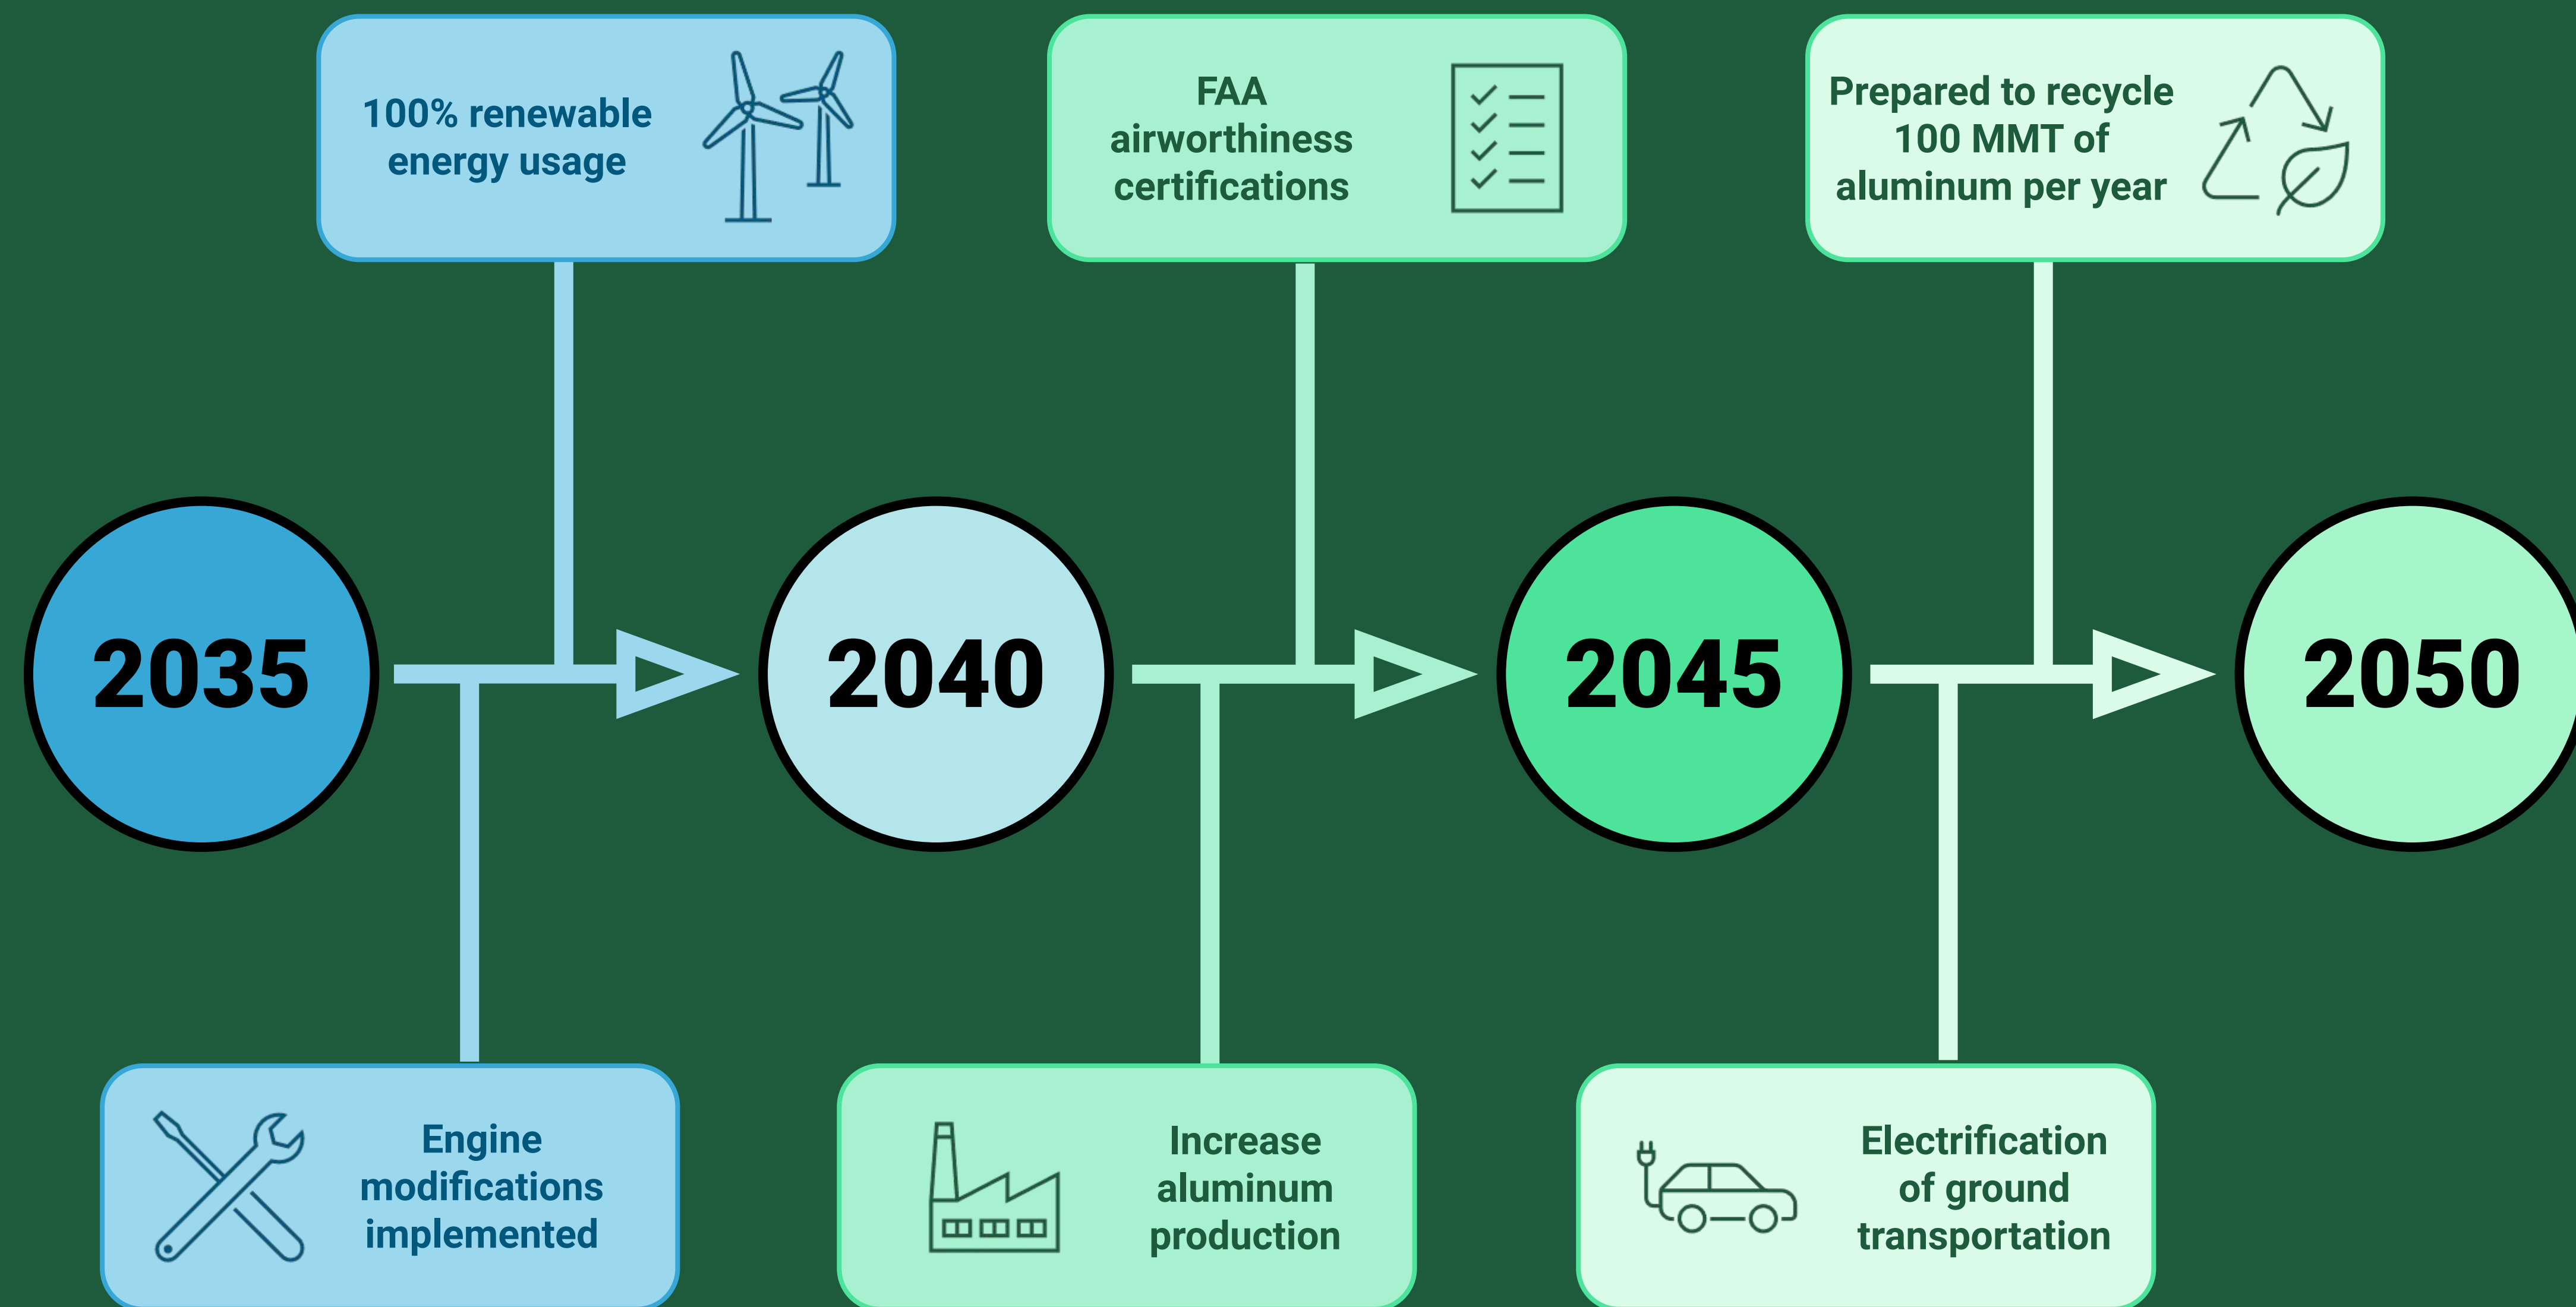 100% renewable
energy usage
FAA
airworthiness
certifications
Prepared to recycle
100 MMT of
aluminum per year
2035
2040
2045
2050
Engine
modifications
implemented
Increase
aluminum
production
Electrification
of ground
transportation